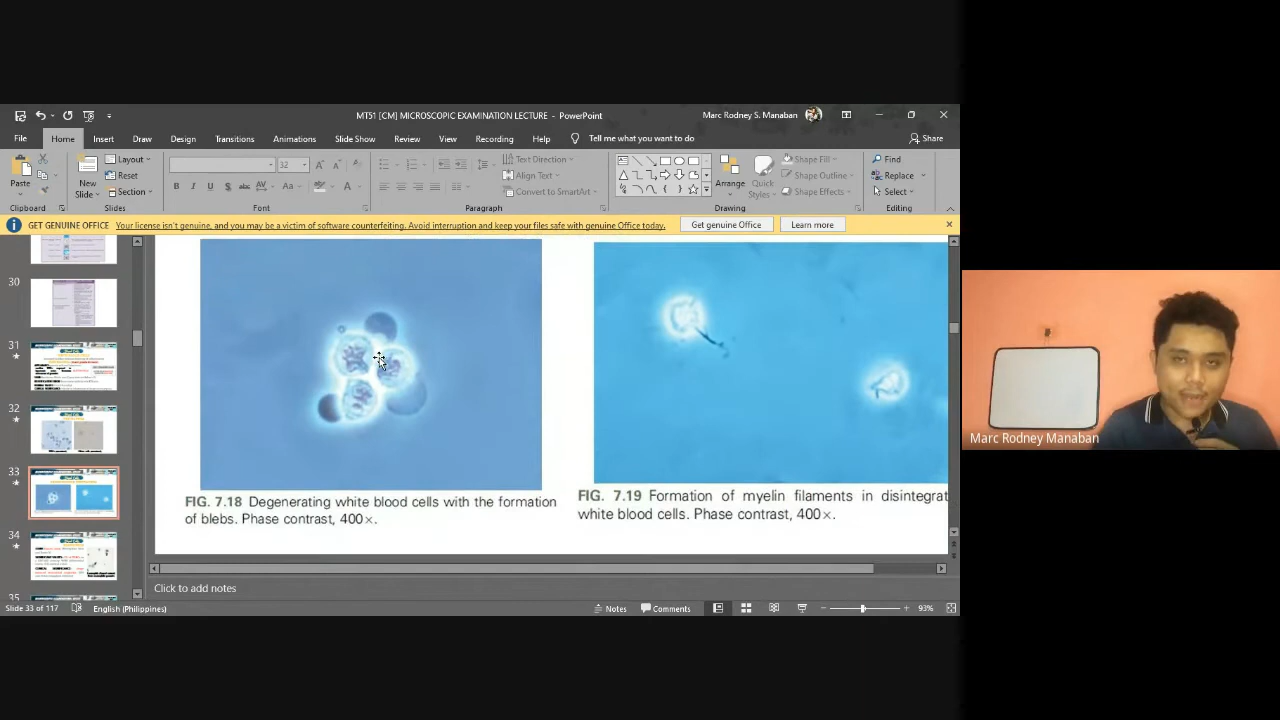 MT51 [CM] MICROSCOPIC EXAMINATION LECTURE - PowerPoint
Marc Rodney S. Manaban
File Home Insert Draw Design Transitions Animations Slide Show Review View Recording Help Tell me what you want to do
Share
Paste
Clipboard
New Slide
Layout
Reset
Section
Slides
32
B I U S abc AV Aa A
Font
Text Direction
Align Text
Convert to SmartArt
Paragraph
Arrange
Quick Styles
Shape Fill
Shape Outline
Shape Effects
Drawing
Find
Replace
Select
Editing
GET GENUINE OFFICE Your license isn't genuine, and you may be a victim of software counterfeiting. Avoid interruption and keep your files safe with genuine Office today. Get genuine Office Learn more
30
31
32
33
34
35
FIG. 7.18 Degenerating white blood cells with the formation
of blebs. Phase contrast, 400×.
FIG. 7.19 Formation of myelin filaments in disintegrat
white blood cells. Phase contrast, 400×.
Click to add notes
Slide 33 of 117 English (Philippines) Notes Comments 93%
Marc Rodney Manaban